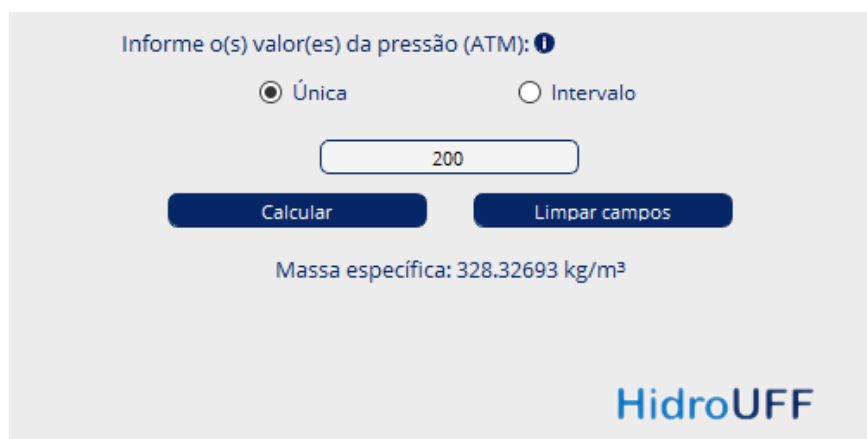 Informe o(s) valor(es) da pressão (ATM):
Única Intervalo
200
Calcular Limpar campos
Massa específica: 328.32693 kg/m³
HidroUFF